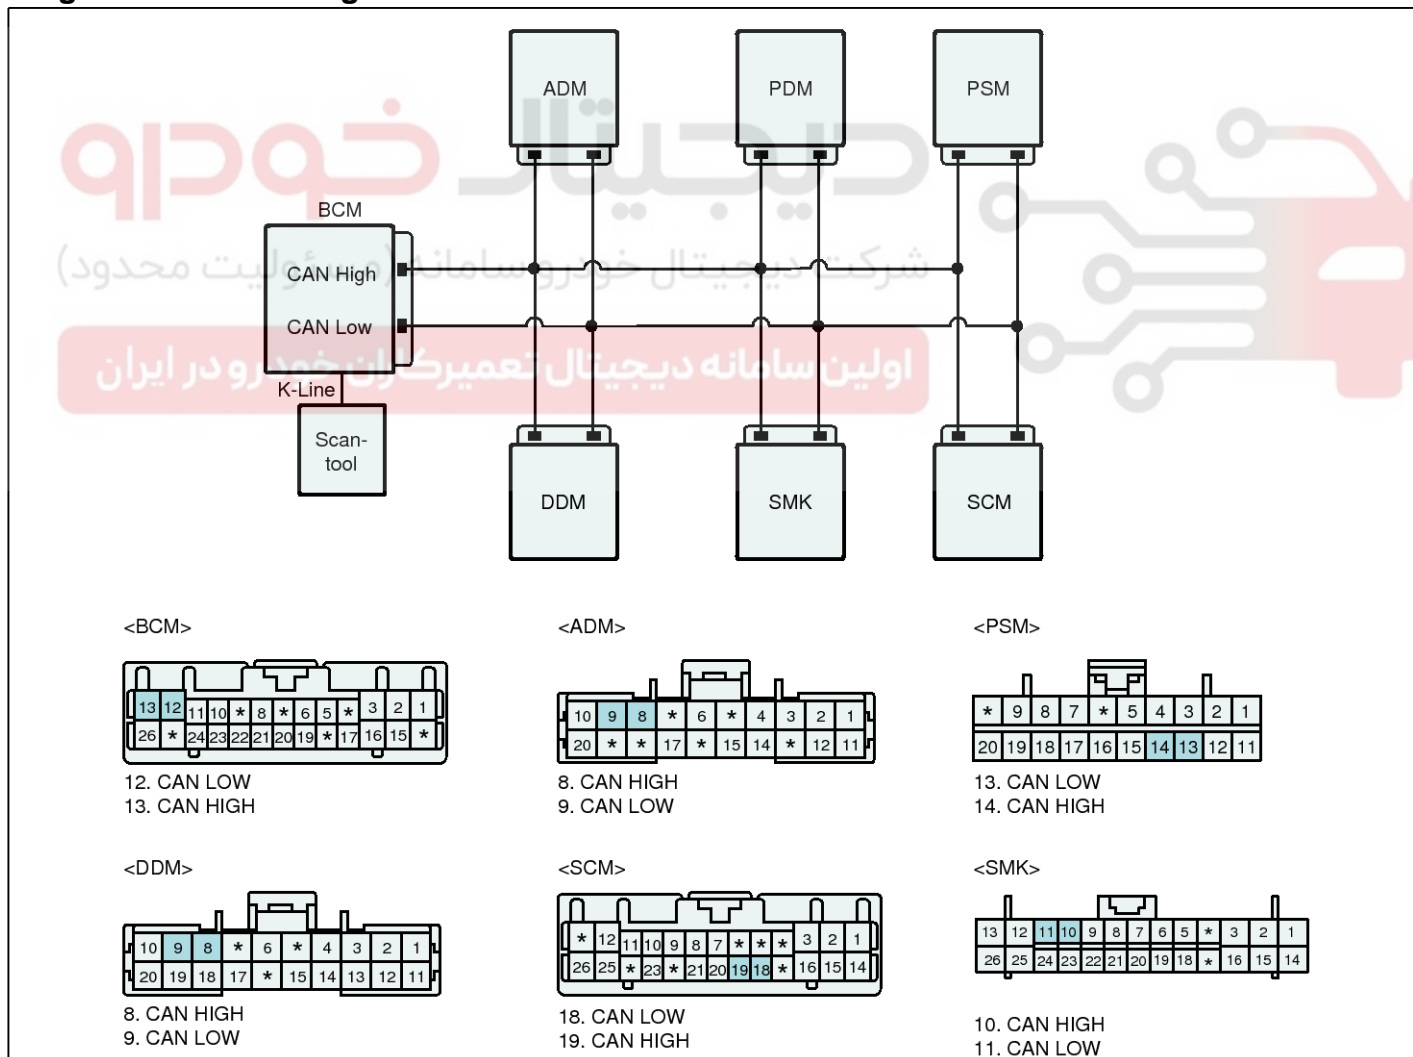 ADM
PDM
PSM
دیجیتال خودرو
BCM
شرکت دیجیتال خودرو سامانه (مسئولیت محدود)
CAN High
CAN Low
اولین سامانه دیجیتال تعمیرکاران خودرو در ایران
K-Line
Scan-
tool
DDM
SMK
SCM
<BCM>
13 12 11 10 * 8 * 6 5 * 3 2 1
26 * 24 23 22 21 20 19 * 17 16 15 *
12. CAN LOW
13. CAN HIGH
<ADM>
10 9 8 * 6 * 4 3 2 1
20 * * 17 * 15 14 * 12 11
8. CAN HIGH
9. CAN LOW
<PSM>
* 9 8 7 * 5 4 3 2 1
20 19 18 17 16 15 14 13 12 11
13. CAN LOW
14. CAN HIGH
<DDM>
10 9 8 * 6 * 4 3 2 1
20 19 18 17 * 15 14 13 12 11
8. CAN HIGH
9. CAN LOW
<SCM>
* 12 11 10 9 8 7 * * * 3 2 1
26 25 * 23 * 21 20 19 18 * 16 15 14
18. CAN LOW
19. CAN HIGH
<SMK>
13 12 11 10 9 8 7 6 5 * 3 2 1
26 25 24 23 22 21 20 19 18 * 16 15 14
10. CAN HIGH
11. CAN LOW